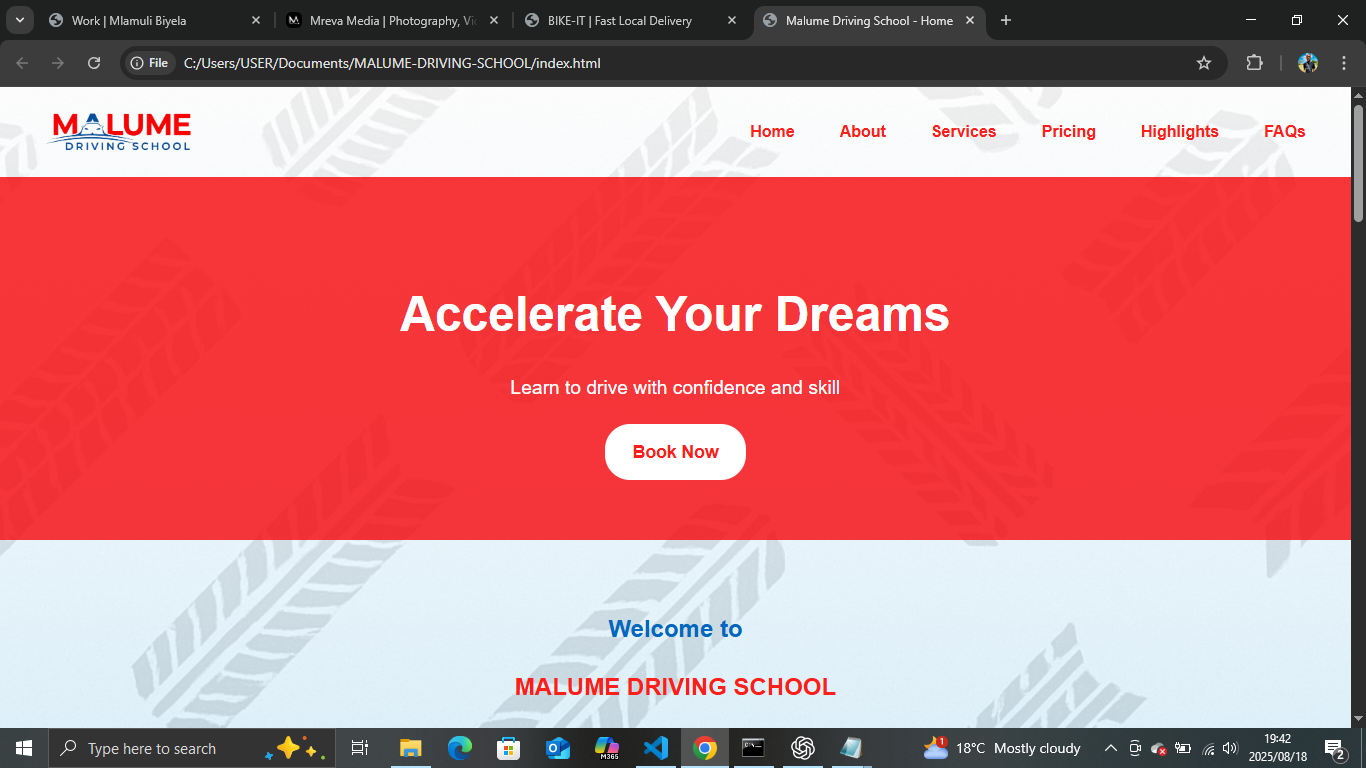 Work | Mlamuli Biyela
Mreva Media | Photography, Vi
BIKE-IT | Fast Local Delivery
Malume Driving School - Home
File
C:/Users/USER/Documents/MALUME-DRIVING-SCHOOL/index.html
MALUME
DRIVING SCHOOL
Home
About
Services
Pricing
Highlights
FAQs
Accelerate Your Dreams
Learn to drive with confidence and skill
Book Now
Welcome to
MALUME DRIVING SCHOOL
Type here to search
M365
1
18°C Mostly cloudy
19:42
2025/08/18
2